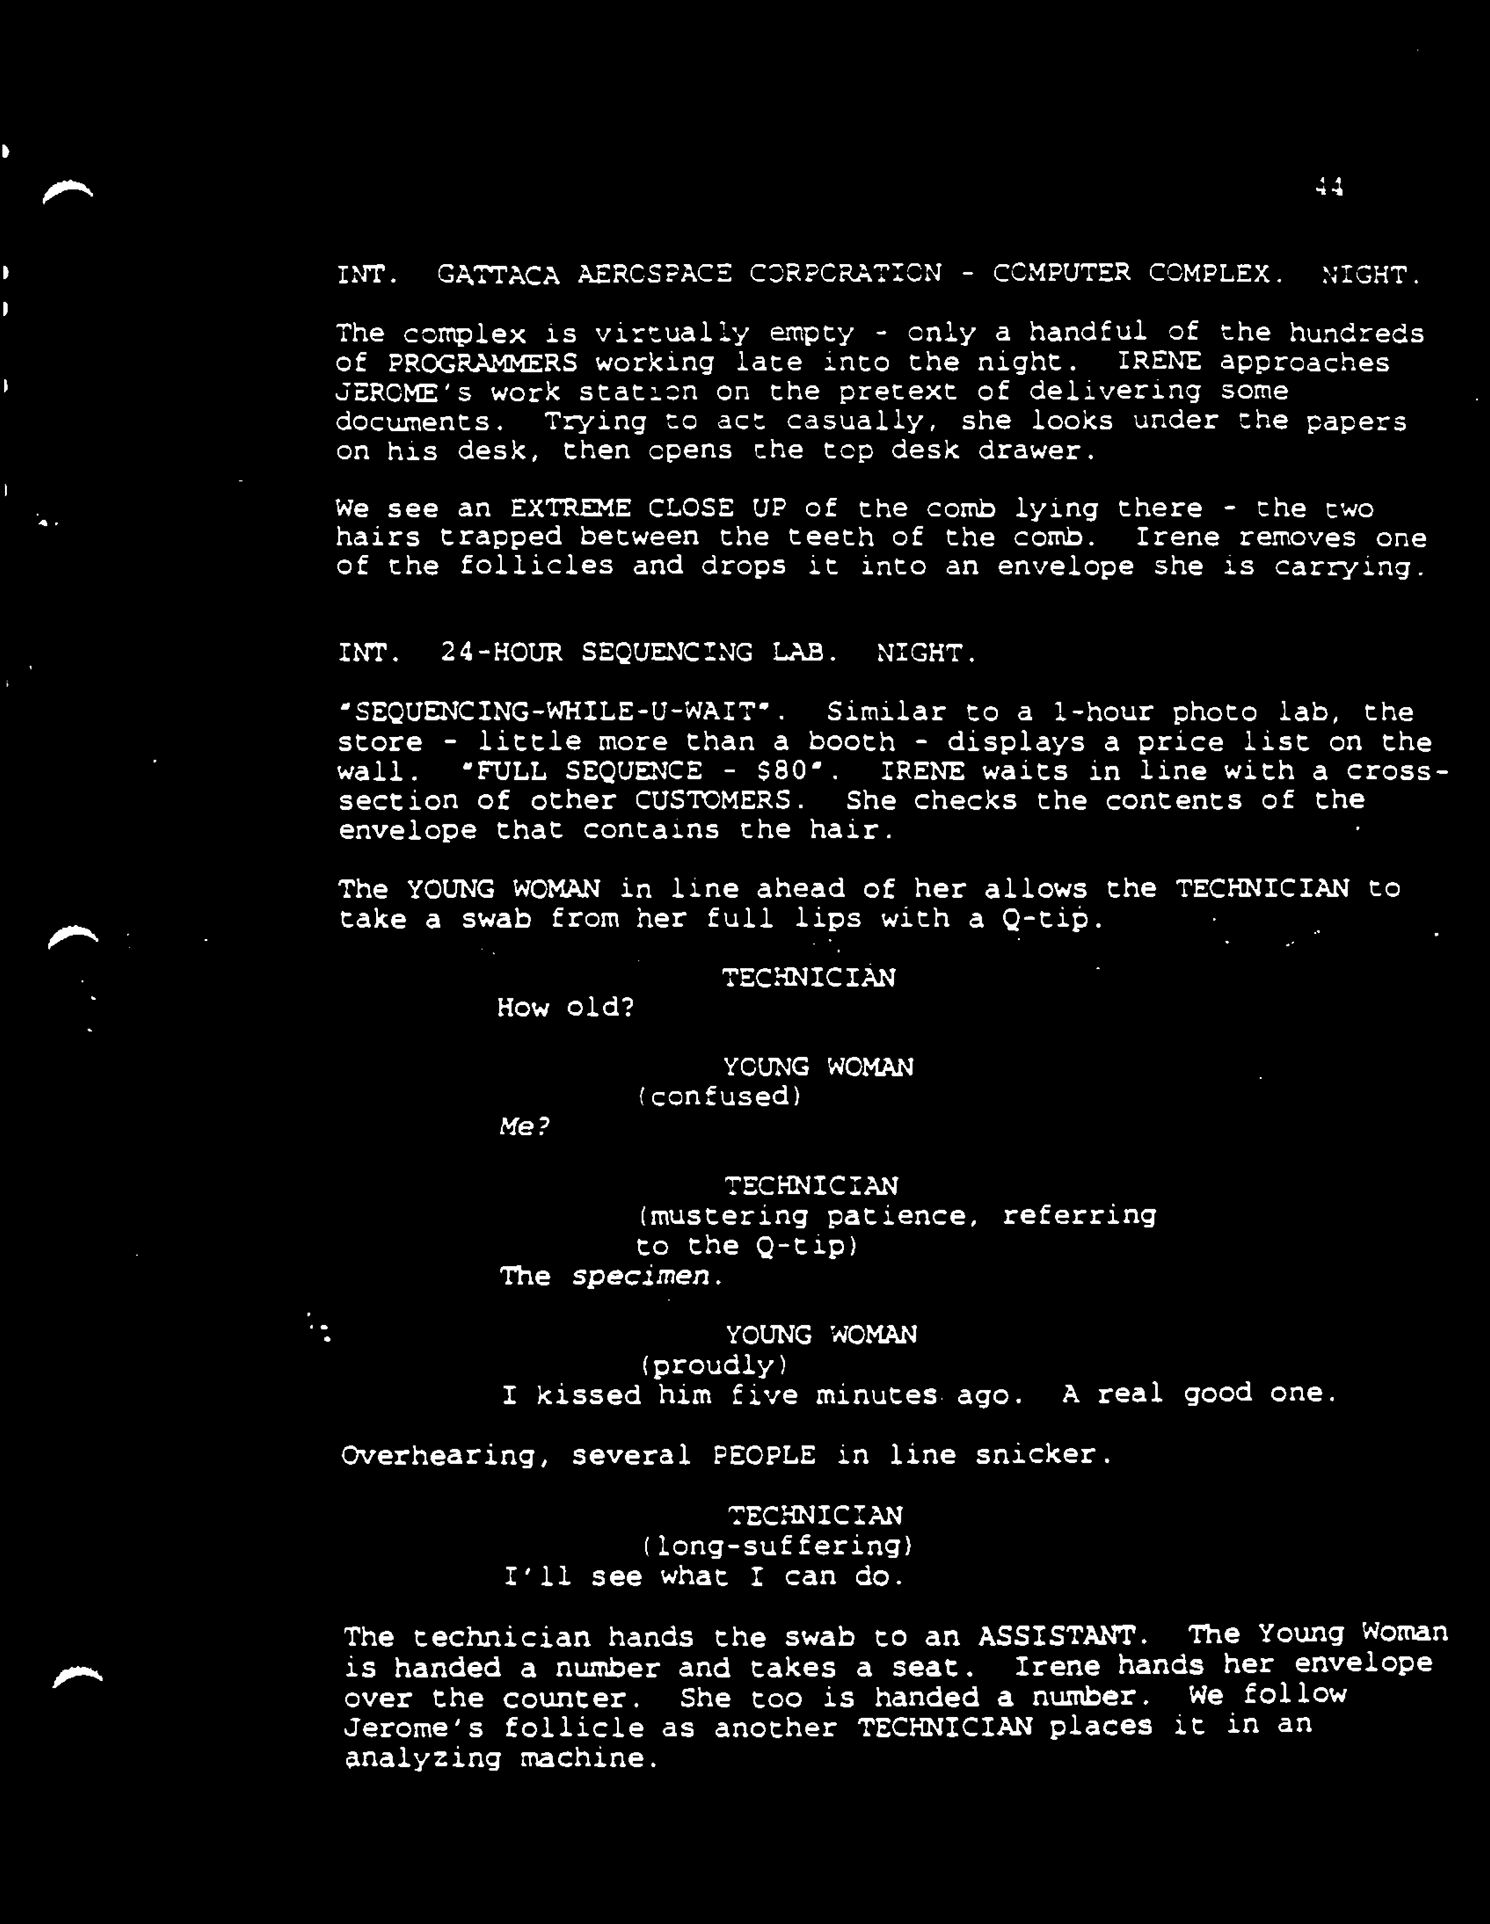 44
INT.  GATTACA AEROSPACE CORPORATION - COMPUTER COMPLEX.  NIGHT.
The complex is virtually empty - only a handful of the hundreds
of PROGRAMMERS working late into the night.  IRENE approaches
JEROME's work station on the pretext of delivering some
documents.  Trying to act casually, she looks under the papers
on his desk, then opens the top desk drawer.
We see an EXTREME CLOSE UP of the comb lying there - the two
hairs trapped between the teeth of the comb.  Irene removes one
of the follicles and drops it into an envelope she is carrying.
INT.  24-HOUR SEQUENCING LAB.  NIGHT.
"SEQUENCING-WHILE-U-WAIT".  Similar to a 1-hour photo lab, the
store - little more than a booth - displays a price list on the
wall.  "FULL SEQUENCE - $80".  IRENE waits in line with a cross-
section of other CUSTOMERS.  She checks the contents of the
envelope that contains the hair.
The YOUNG WOMAN in line ahead of her allows the TECHNICIAN to
take a swab from her full lips with a Q-tip.
TECHNICIAN
How old?
YOUNG WOMAN
(confused)
Me?
TECHNICIAN
(mustering patience, referring
to the Q-tip)
The specimen.
YOUNG WOMAN
(proudly)
I kissed him five minutes ago.  A real good one.
Overhearing, several PEOPLE in line snicker.
TECHNICIAN
(long-suffering)
I'll see what I can do.
The technician hands the swab to an ASSISTANT.  The Young Woman
is handed a number and takes a seat.  Irene hands her envelope
over the counter.  She too is handed a number.  We follow
Jerome's follicle as another TECHNICIAN places it in an
analyzing machine.